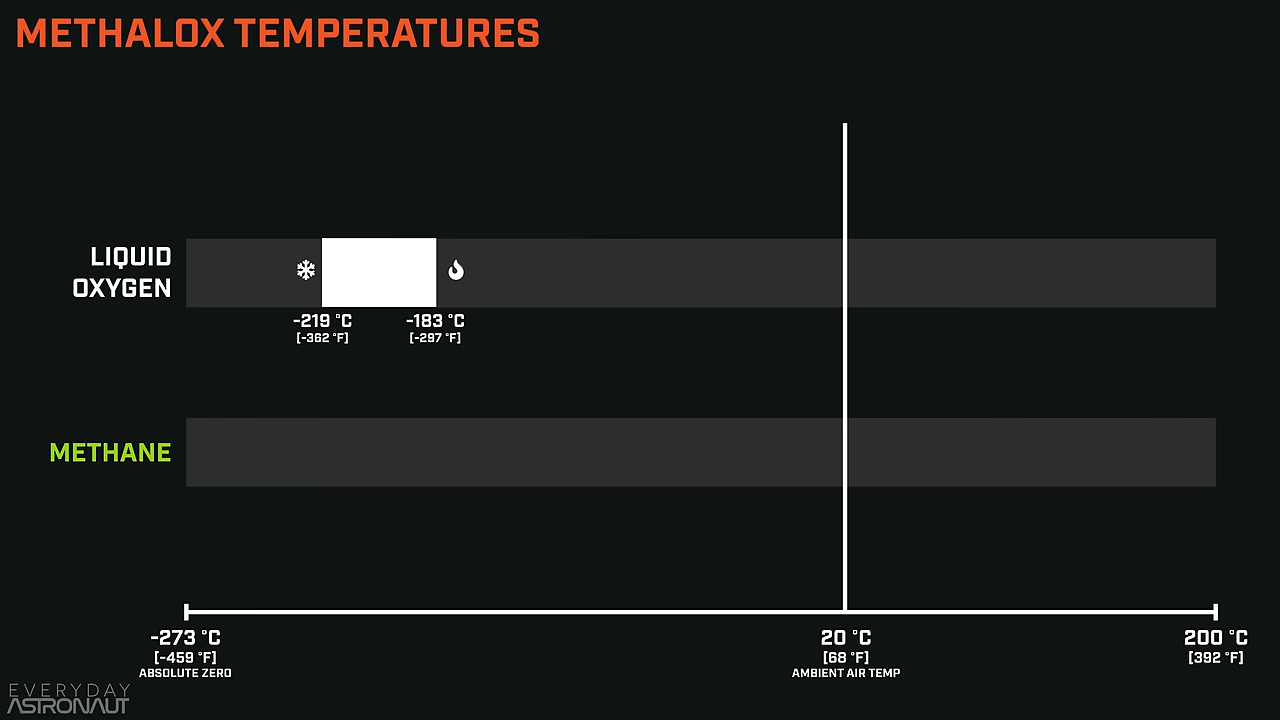 METHALOX TEMPERATURES
LIQUID
OXYGEN
-219 °C
[-362 °F]
-183 °C
[-297 °F]
METHANE
-273 °C
[-459 °F]
ABSOLUTE ZERO
20 °C
[68 °F]
AMBIENT AIR TEMP
200 °C
[392 °F]
EVERYDAY
ASTRONAUT